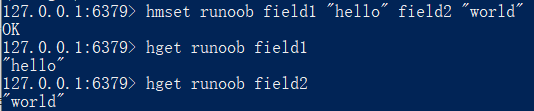 127.0.0.1:6379> hmset runoob field1 "hello" field2 "world"
OK
127.0.0.1:6379> hget runoob field1
"hello"
127.0.0.1:6379> hget runoob field2
"world"